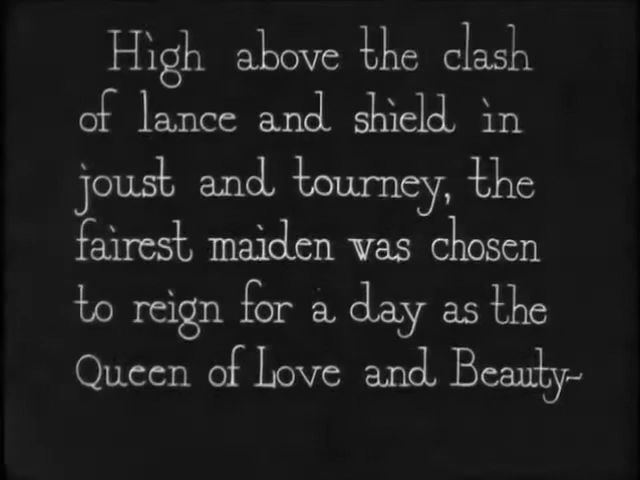 High above the clash
of lance and shield in
joust and tourney, the
fairest maiden was chosen
to reign for a day as the
Queen of Love and Beauty~